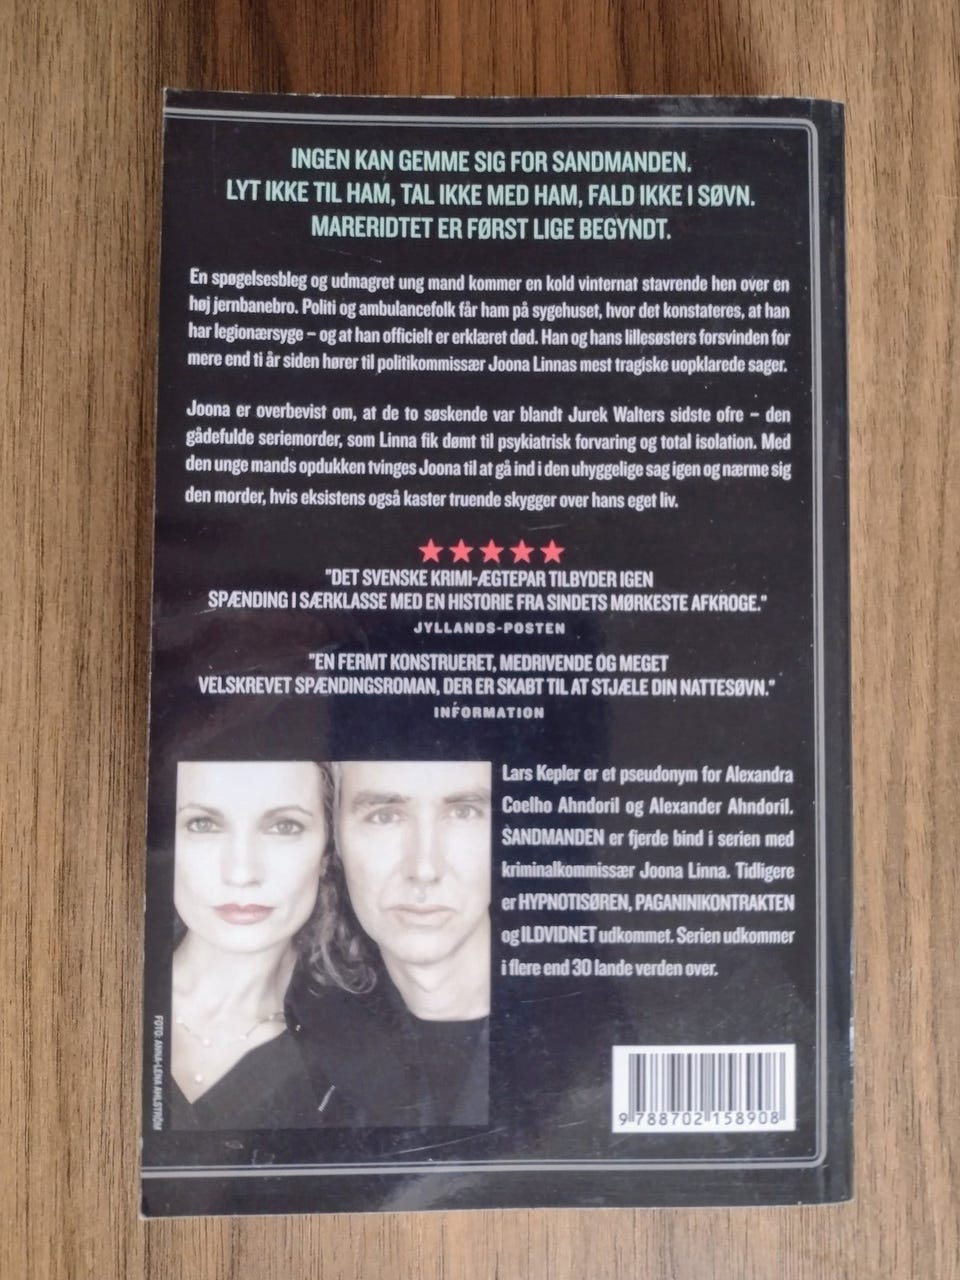 INGEN KAN GEMME SIG FOR SANDMANDEN.
LYT IKKE TIL HAM, TAL IKKE MED HAM, FALD IKKE I SØVN.
MARERIDTET ER FØRST LIGE BEGYNDT.
En spøgelsesbleg og udmagret ung mand kommer en kold vinternat stavrende hen over en
høj jernbanebro. Politi og ambulancefolk får ham på sygehuset, hvor det konstateres, at han
har legionærsyge – og at han officielt er erklæret død. Han og hans lillesøsters forsvinden for
mere end ti år siden hører til politikommissær Joona Linnas mest tragiske uopklarede sager.
Joona er overbevist om, at de to søskende var blandt Jurek Walters sidste ofre – den
gådefulde seriemorder, som Linna fik dømt til psykiatrisk forvaring og total isolation. Med
den unge mands opdukken tvinges Joona til at gå ind i den uhyggelige sag igen og nærme sig
den morder, hvis eksistens også kaster truende skygger over hans eget liv.
★★★★★
"DET SVENSKE KRIMI-ÆGTEPAR TILBYDER IGEN
SPÆNDING I SÆRKLASSE MED EN HISTORIE FRA SINDETS MØRKESTE AFKROGE."
JYLLANDS-POSTEN
"EN FERMT KONSTRUERET, MEDRIVENDE OG MEGET
VELSKREVET SPÆNDINGSROMAN, DER ER SKABT TIL AT STJÆLE DIN NATTESØVN."
INFORMATION
Lars Kepler er et pseudonym for Alexandra
Coelho Ahndoril og Alexander Ahndoril.
SANDMANDEN er fjerde bind i serien med
kriminalkommissær Joona Linna. Tidligere
er HYPNOTISØREN, PAGANINIKONTRAKTEN
og ILDVIDNET udkommet. Serien udkommer
i flere end 30 lande verden over.
FOTO: ANNA-LENA AHLSTRÖM
9 788702 158908